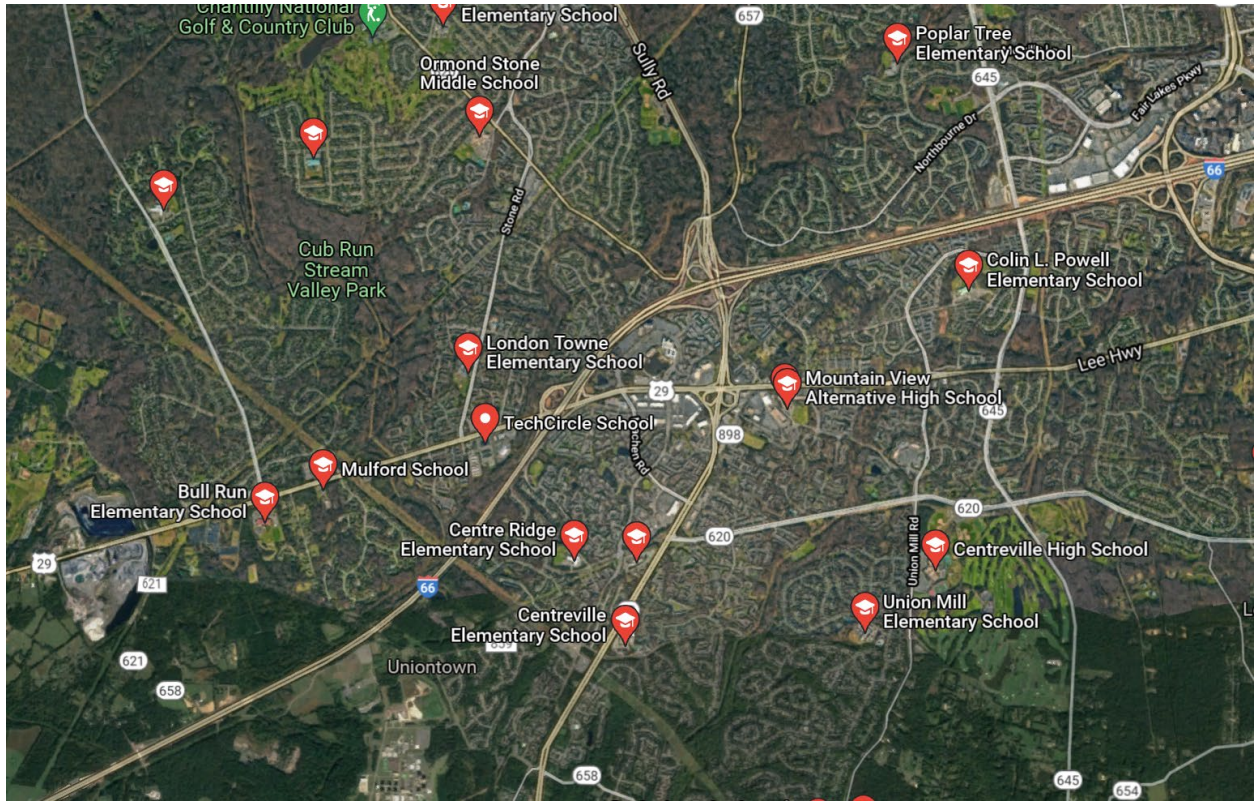 Chantilly National
Golf & Country Club
Elementary School
657
Sully Rd
Poplar Tree
Elementary School
645
Fair Lakes Pkwy
Ormond Stone
Middle School
Northbourne Dr
66
Stone Rd
Cub Run
Stream
Valley Park
Colin L. Powell
Elementary School
London Towne
Elementary School
Lee Hwy
29
Mountain View
Alternative High School
645
TechCircle School
898
Mulford School
Bull Run
Elementary School
620
Centre Ridge
Elementary School
620
Union Mill Rd
Centreville High School
29
621
66
Union Mill
Elementary School
Centreville
Elementary School
Uniontown
621
658
658
645
654